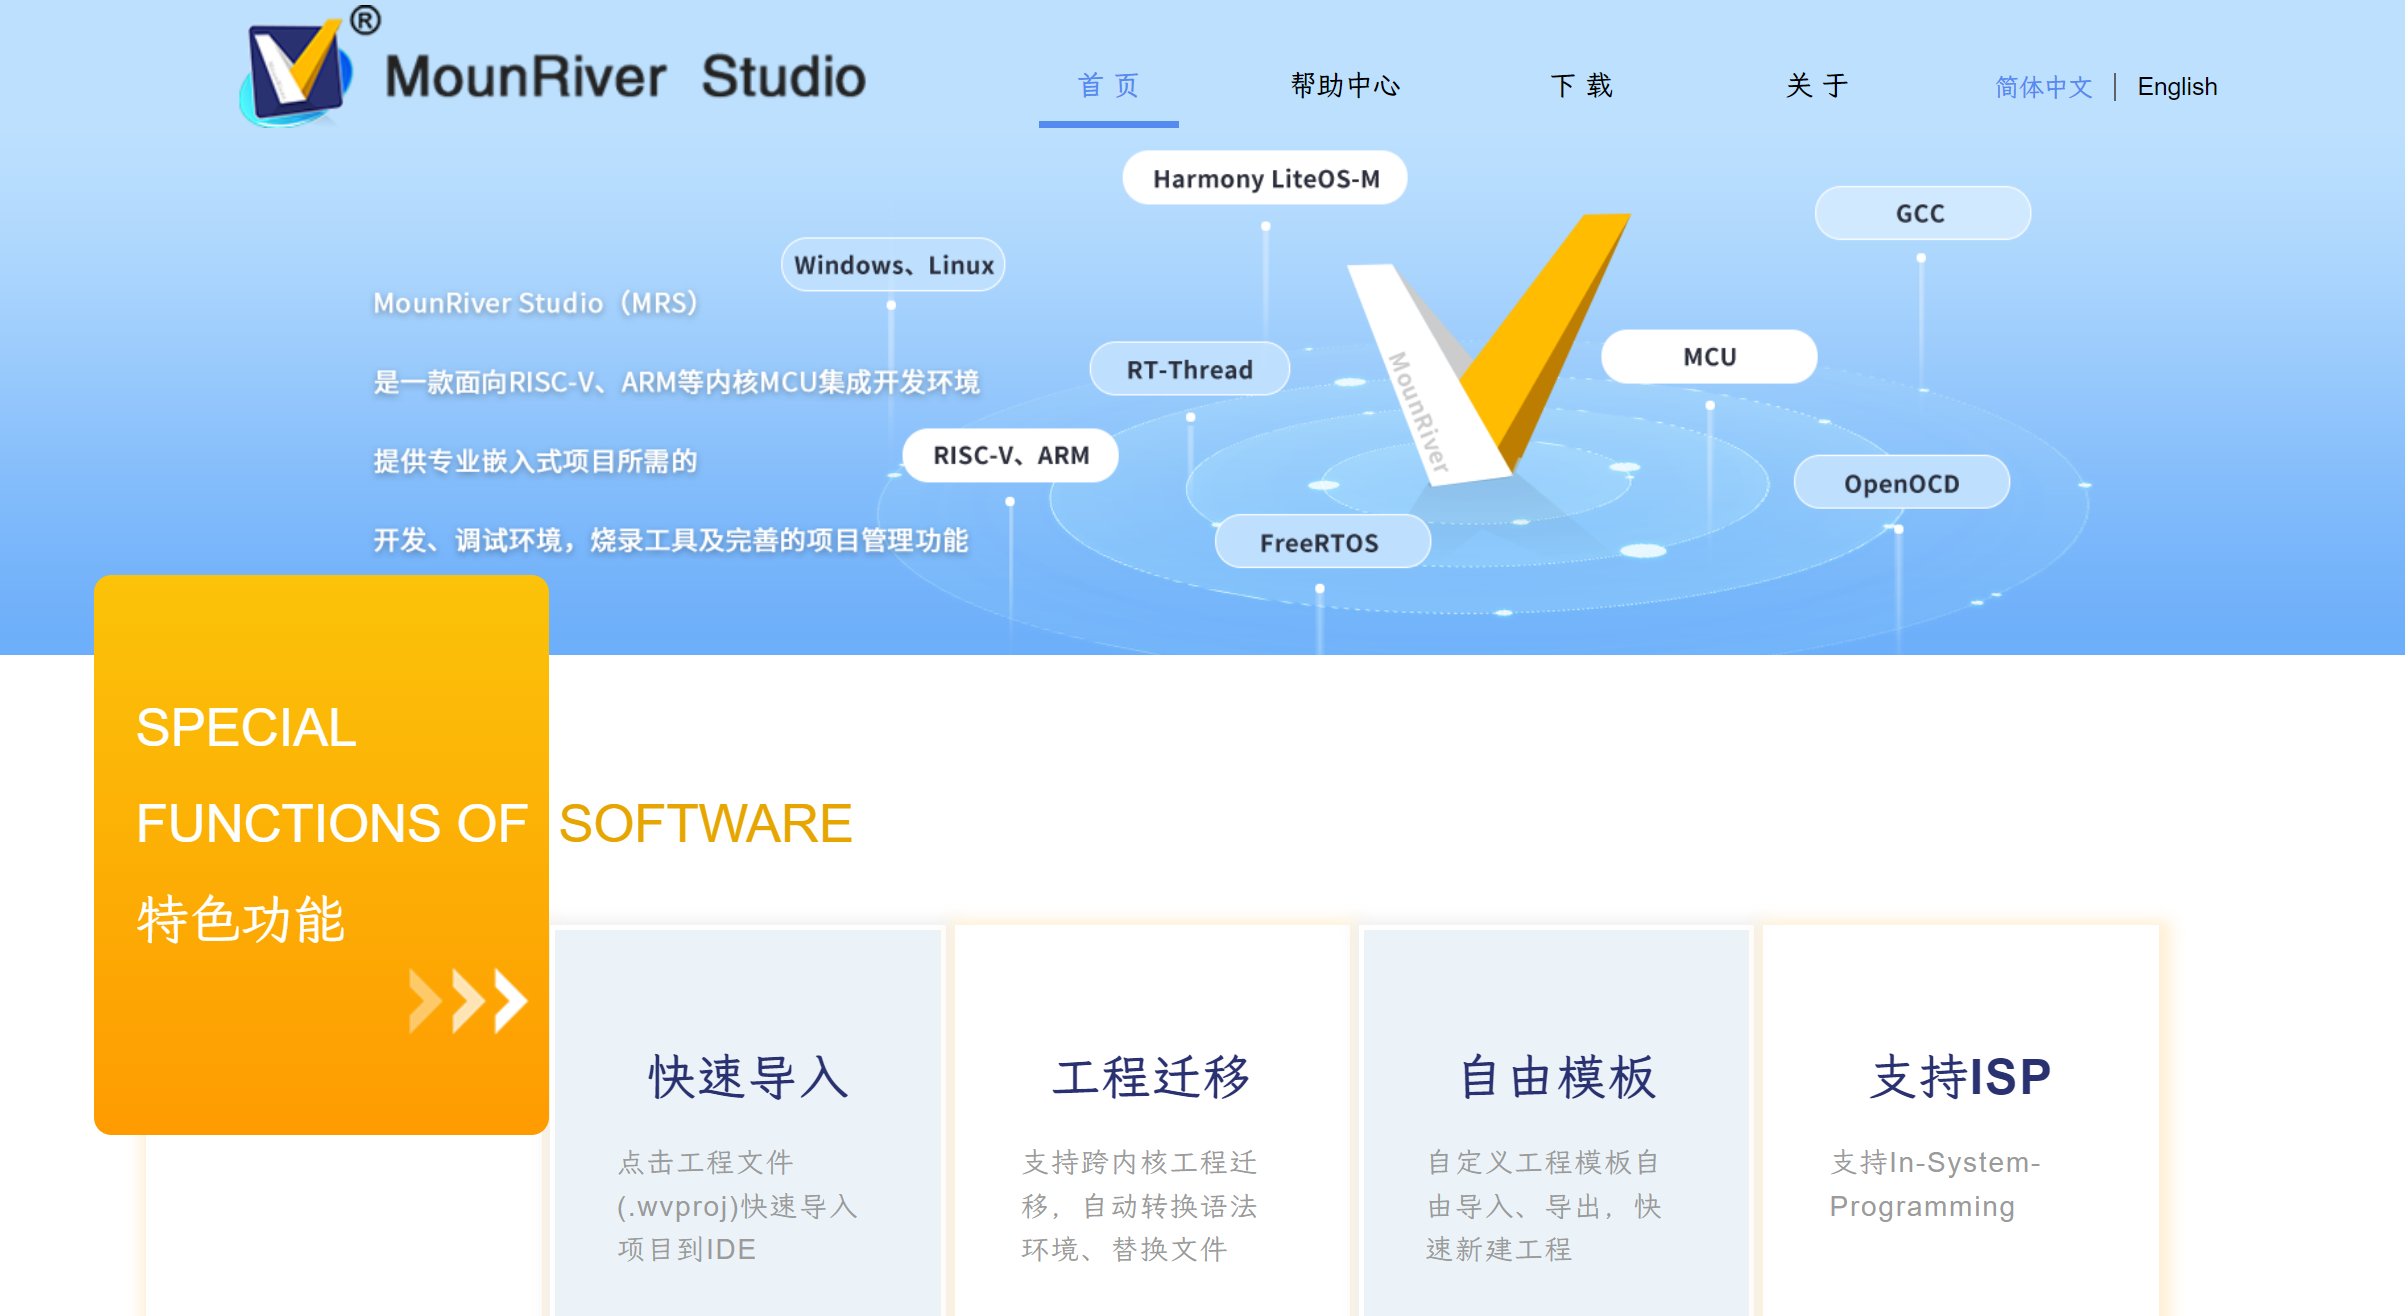 ® MounRiver Studio
首 页
帮助中心
下 载
关 于
简体中文 | English
Harmony LiteOS-M
GCC
Windows、Linux
MounRiver Studio（MRS）
RT-Thread
MCU
MounRiver
是一款面向RISC-V、ARM等内核MCU集成开发环境
RISC-V、ARM
提供专业嵌入式项目所需的
OpenOCD
FreeRTOS
开发、调试环境，烧录工具及完善的项目管理功能
SPECIAL
FUNCTIONS OF SOFTWARE
特色功能
快速导入
点击工程文件
(.wvproj)快速导入
项目到IDE
工程迁移
支持跨内核工程迁
移，自动转换语法
环境、替换文件
自由模板
自定义工程模板自
由导入、导出，快
速新建工程
支持ISP
支持In-System-
Programming